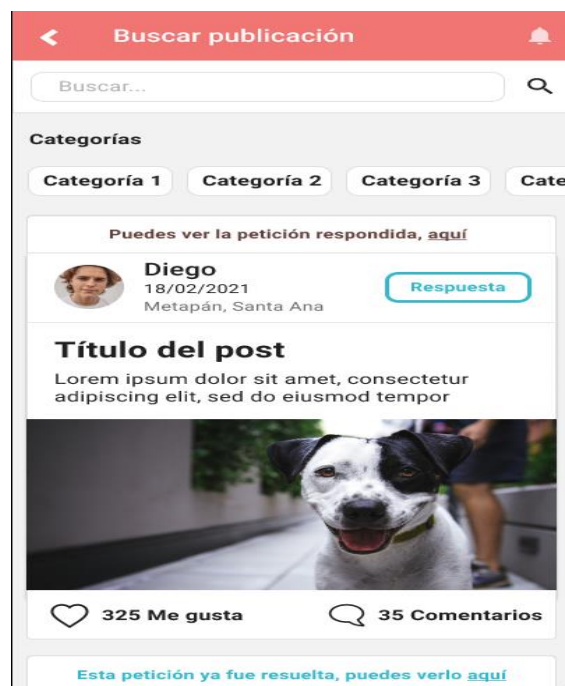 Buscar publicación
Buscar...
Categorías
Categoría 1 Categoría 2 Categoría 3 Cate
Puedes ver la petición respondida, aquí
Diego
18/02/2021
Respuesta
Metapán, Santa Ana
Título del post
Lorem ipsum dolor sit amet, consectetur
adipiscing elit, sed do eiusmod tempor
325 Me gusta 35 Comentarios
Esta petición ya fue resuelta, puedes verlo aquí